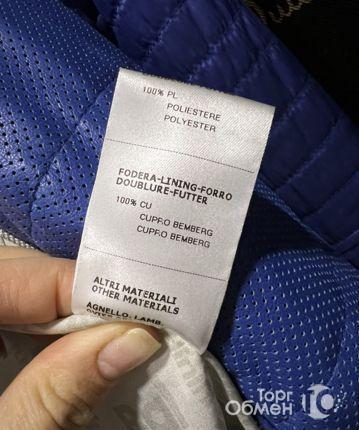 100% PL
POLIESTERE
POLYESTER
FODERA-LINING-FORRO
DOUBLURE-FUTTER
100% CU
CUPRO BEMBERG
CUPRO BEMBERG
ALTRI MATERIALI
OTHER MATERIALS
AGNELLO: LAMB.
Торг
Обмен